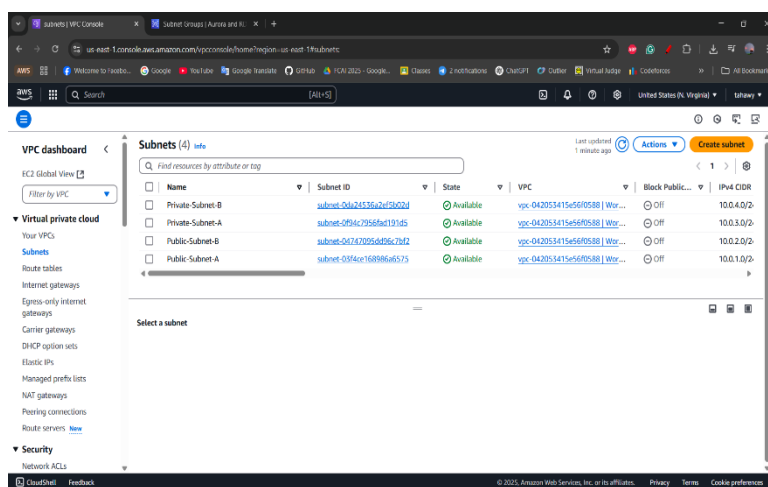 subnets | VPC Console
Subnet Groups | Aurora and R
us-east-1.console.aws.amazon.com/vpcconsole/home?region=us-east-1#subnets:
AWS
Welcome to Facebo...
Google
YouTube
Google Translate
GitHub
FCAI 2025 - Google...
Classes
2 notifications
ChatGPT
Outlier
Virtual Judge
Codeforces
All Bookmark
aws
Search
[Alt+S]
United States (N. Virginia)
tahawy
VPC dashboard
EC2 Global View
Filter by VPC
Virtual private cloud
Your VPCs
Subnets
Route tables
Internet gateways
Egress-only internet
gateways
Carrier gateways
DHCP option sets
Elastic IPs
Managed prefix lists
NAT gateways
Peering connections
Route servers New
Security
Network ACLs
Subnets (4) Info
Last updated
1 minute ago
Actions
Create subnet
Find resources by attribute or tag
1
Name Subnet ID State VPC Block Public... IPv4 CIDR
Private-Subnet-B subnet-0da24536a2ef5b02d Available vpc-042053415e56f0588 | Wor... Off 10.0.4.0/2
Private-Subnet-A subnet-0f94c7956fad191d5 Available vpc-042053415e56f0588 | Wor... Off 10.0.3.0/2
Public-Subnet-B subnet-04747095dd96c7bf2 Available vpc-042053415e56f0588 | Wor... Off 10.0.2.0/2
Public-Subnet-A subnet-03f4ce168986a6575 Available vpc-042053415e56f0588 | Wor... Off 10.0.1.0/2
Select a subnet
CloudShell Feedback
© 2025, Amazon Web Services, Inc. or its affiliates. Privacy Terms Cookie preferences